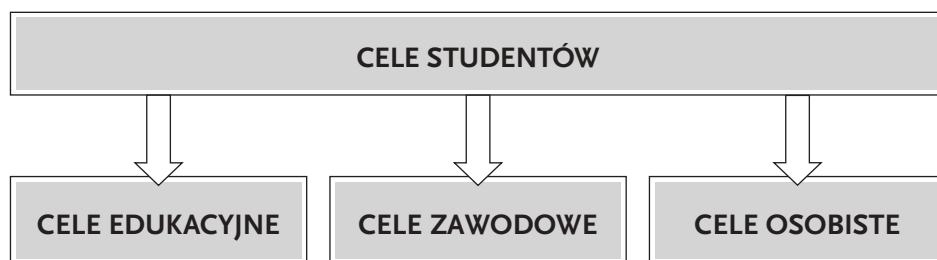 CELE STUDENTÓW
CELE EDUKACYJNE
CELE ZAWODOWE
CELE OSOBISTE